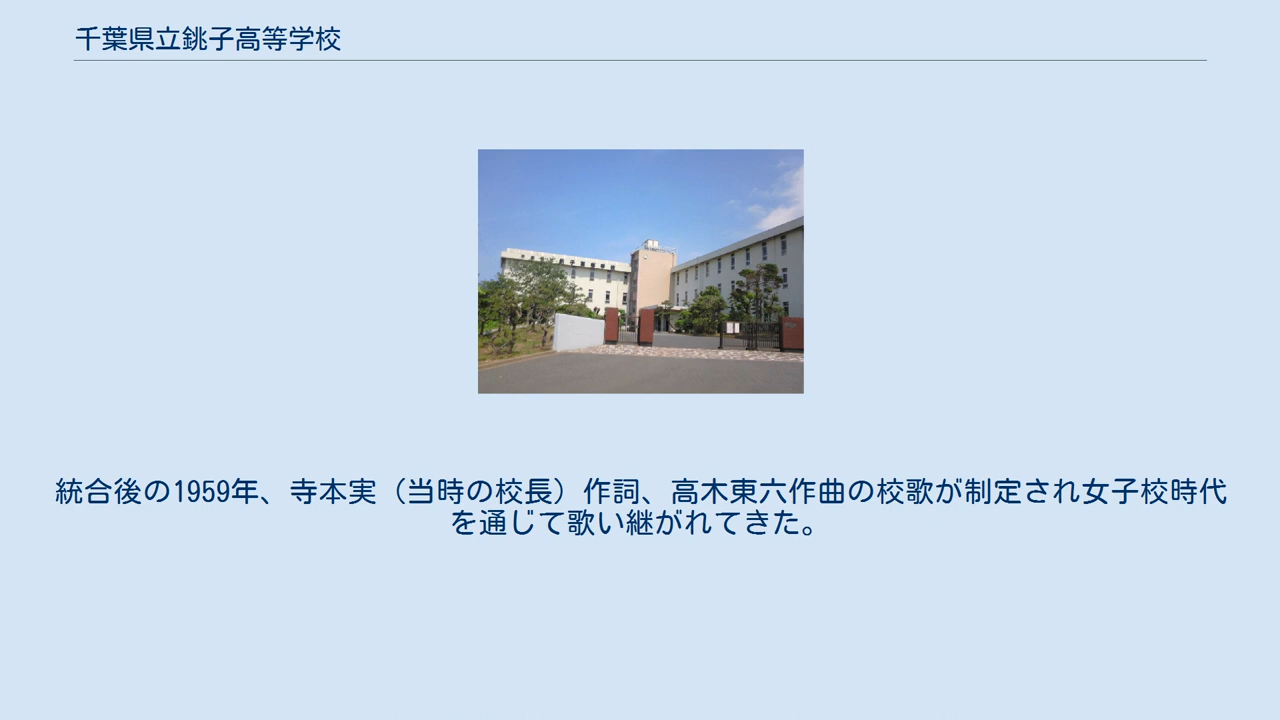 千葉県立銚子高等学校
統合後の1959年、寺本実（当時の校長）作詞、高木東六作曲の校歌が制定され女子校時代
を通じて歌い継がれてきた。